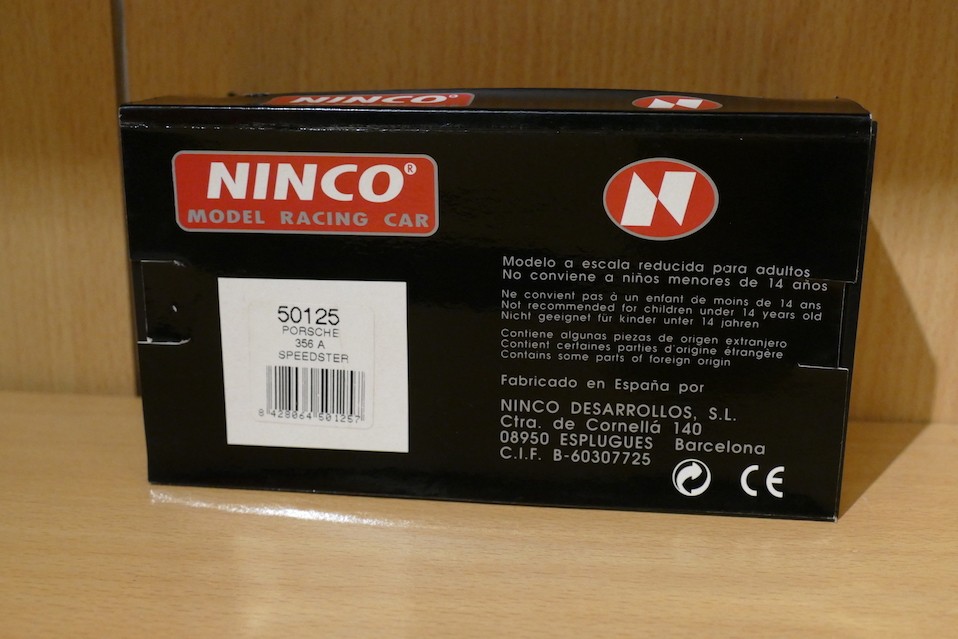 NINCO
N
NINCO®
MODEL RACING CAR
N
50125
PORSCHE
356 A
SPEEDSTER
8 428064 501257
Modelo a escala reducida para adultos
No conviene a niños menores de 14 años
Ne convient pas à un enfant de moins de 14 ans
Not recommended for children under 14 years old
Nicht geeignet für kinder unter 14 jahren
Contiene algunas piezas de origen extranjero
Contient certaines parties d'origine étrangère
Contains some parts of foreign origin
Fabricado en España por
NINCO DESARROLLOS, S.L.
Ctra. de Cornellá 140
08950 ESPLUGUES Barcelona
C.I.F. B-60307725
CE